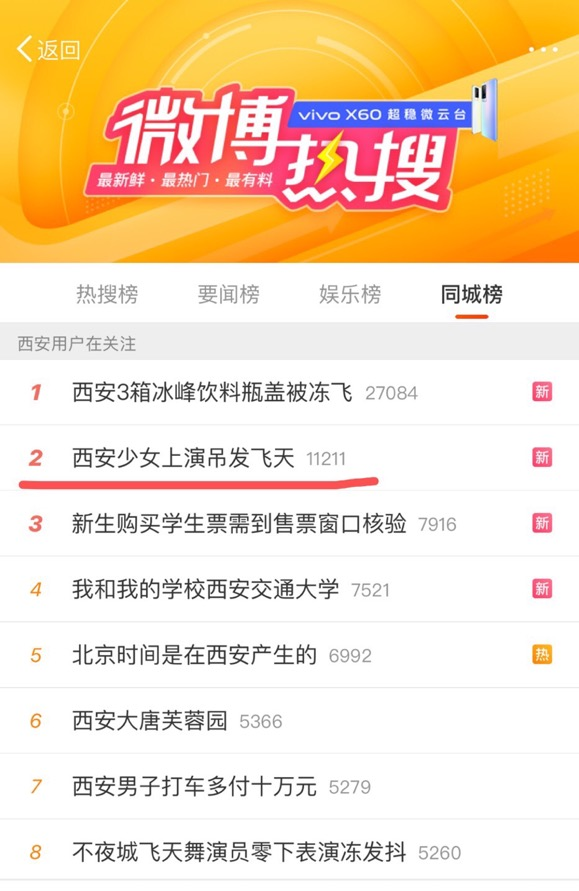 返回
微博
vivo X60 超稳微云台
热搜
最新鲜·最热门·最有料
热搜榜 要闻榜 娱乐榜 同城榜
西安用户在关注
1 西安3箱冰峰饮料瓶盖被冻飞 27084 新
2 西安少女上演吊发飞天 11211 新
3 新生购买学生票需到售票窗口核验 7916 新
4 我和我的学校西安交通大学 7521 新
5 北京时间是在西安产生的 6992 热
6 西安大唐芙蓉园 5366
7 西安男子打车多付十万元 5279
8 不夜城飞天舞演员零下表演冻发抖 5260